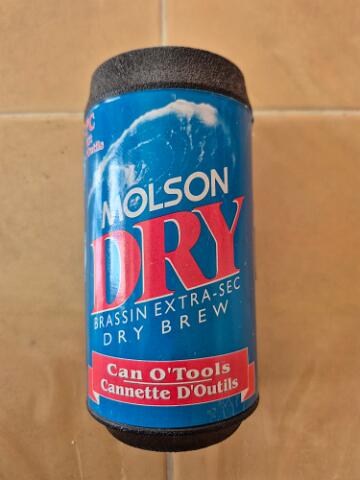 MOLSON
DRY
BRASSIN EXTRA-SEC
DRY BREW
Can O'Tools
Cannette D'Outils